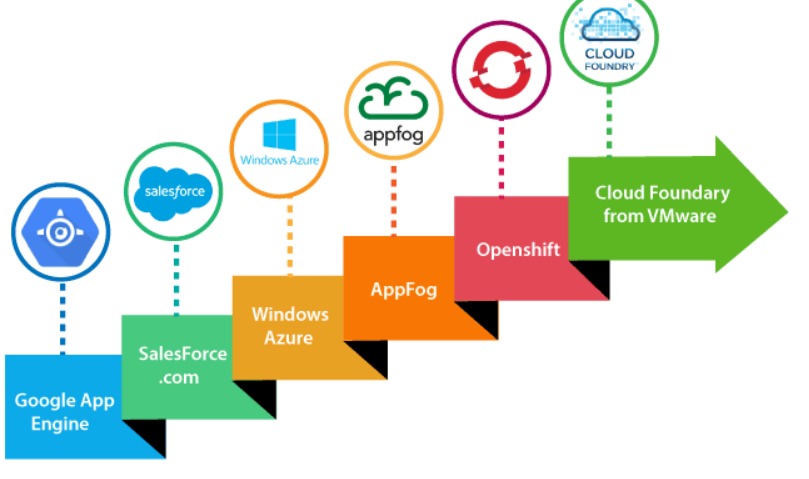 CLOUD
FOUNDRY
appfog
Windows Azure
salesforce
Cloud Foundary
from VMware
Openshift
AppFog
Windows
Azure
SalesForce
.com
Google App
Engine